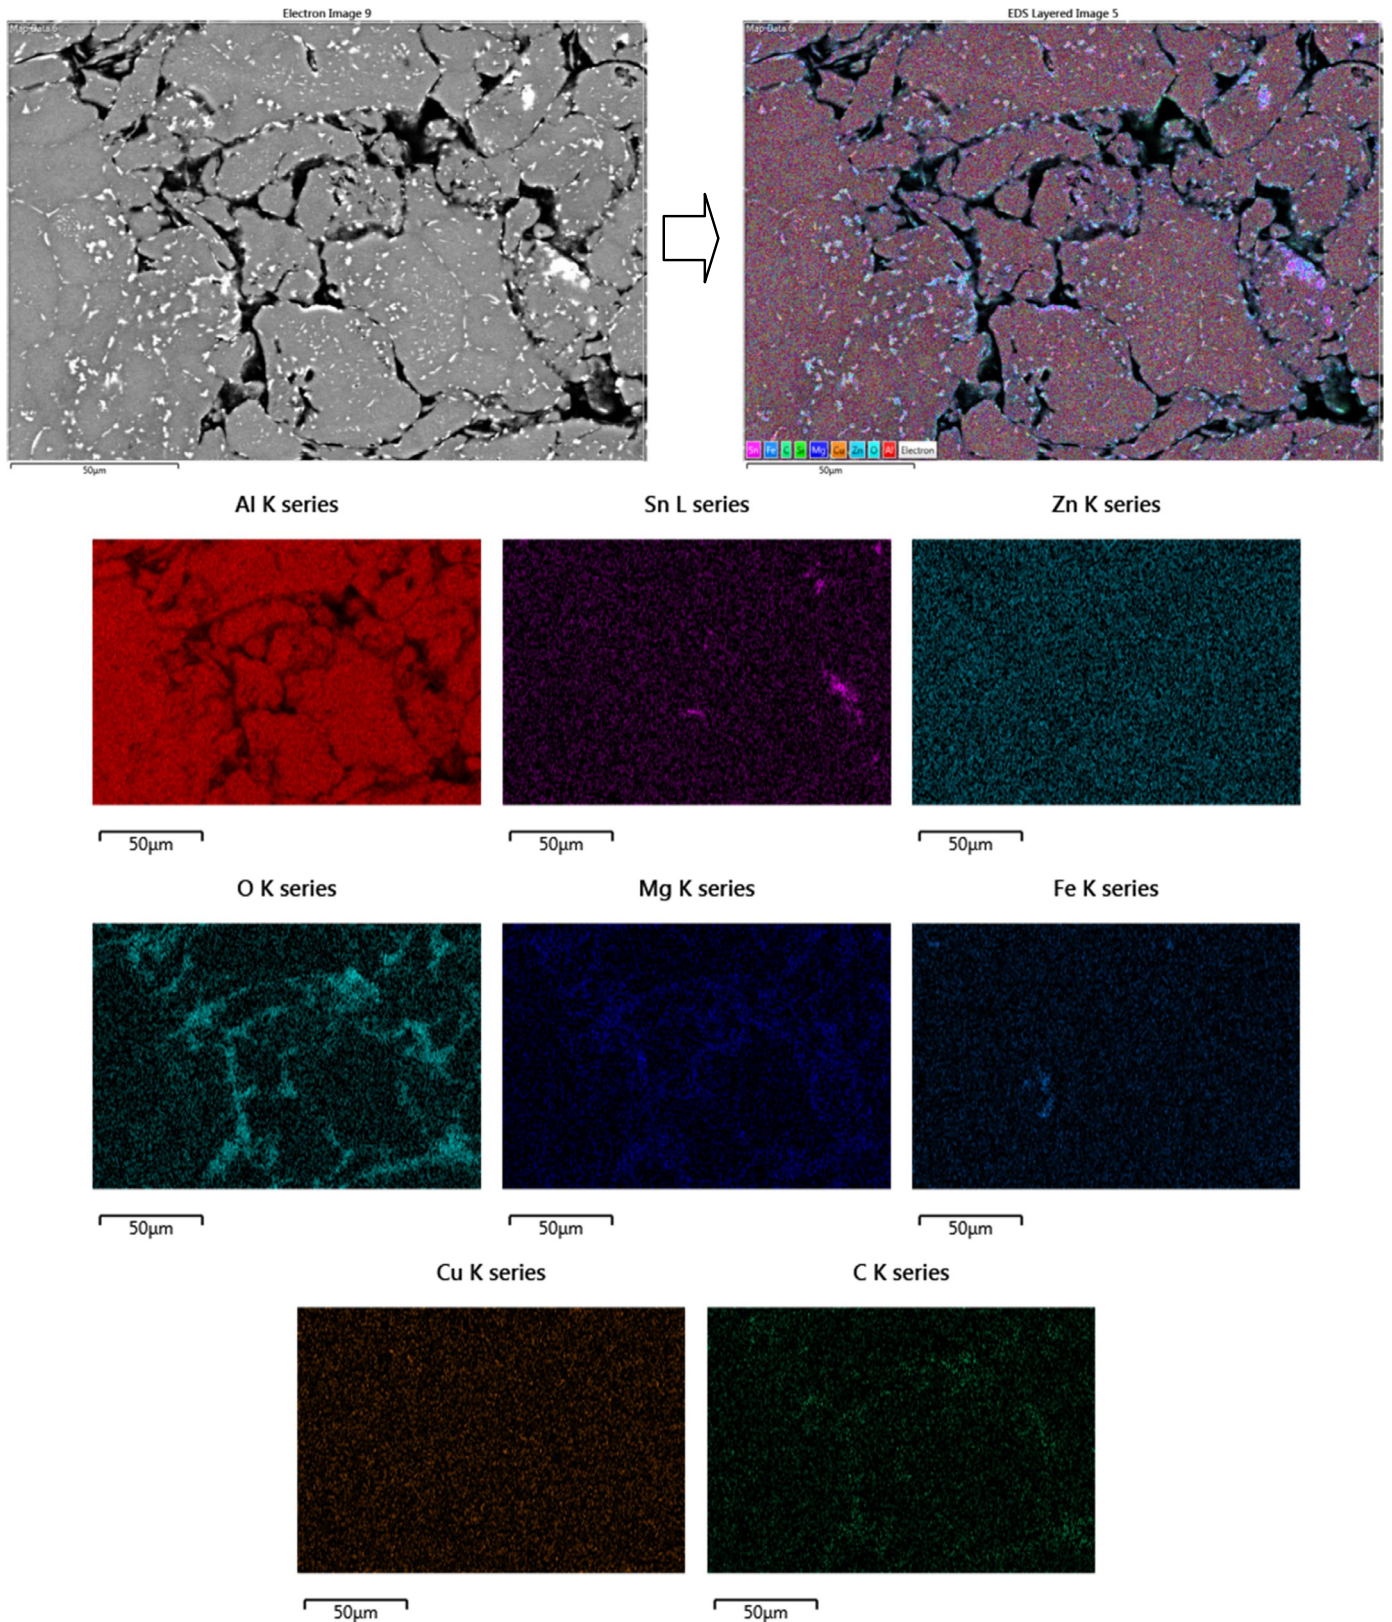 Electron Image 9
EDS Layered Image 5
Map Data 6
Map Data 6
Sn Fe C Si Mg Cu Zn O Al Electron
50µm
50µm
Al K series
Sn L series
Zn K series
50µm
50µm
50µm
O K series
Mg K series
Fe K series
50µm
50µm
50µm
Cu K series
C K series
50µm
50µm